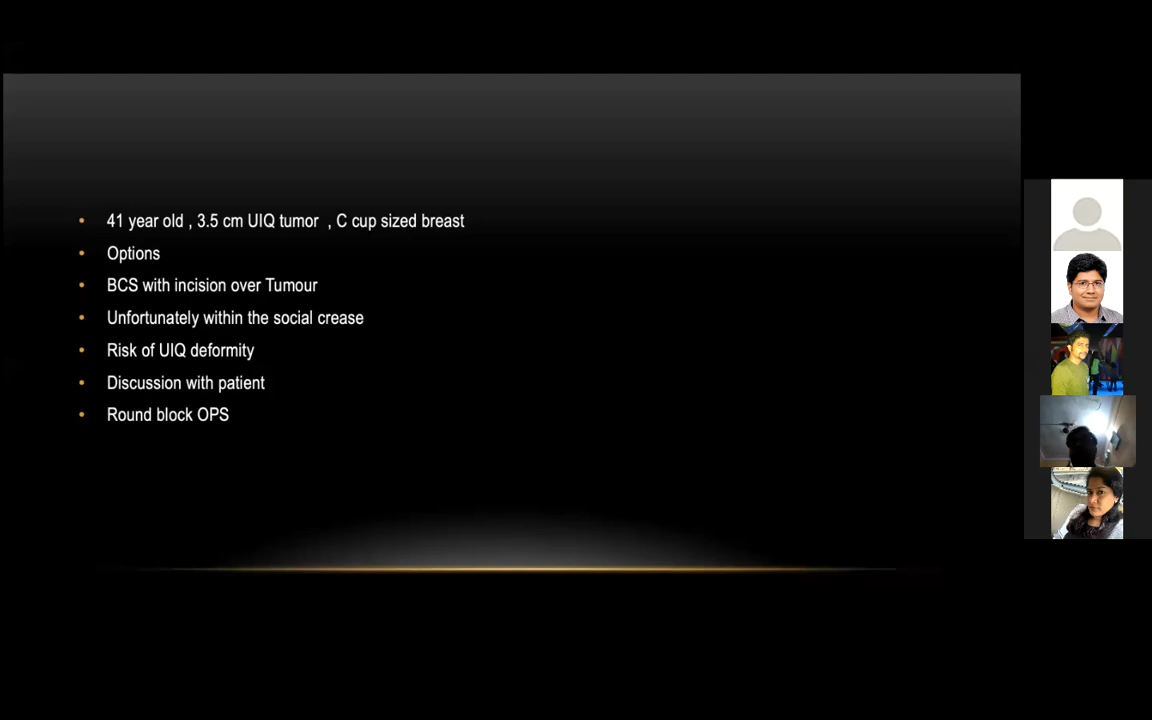 41 year old , 3.5 cm UIQ tumor , C cup sized breast
Options
BCS with incision over Tumour
Unfortunately within the social crease
Risk of UIQ deformity
Discussion with patient
Round block OPS